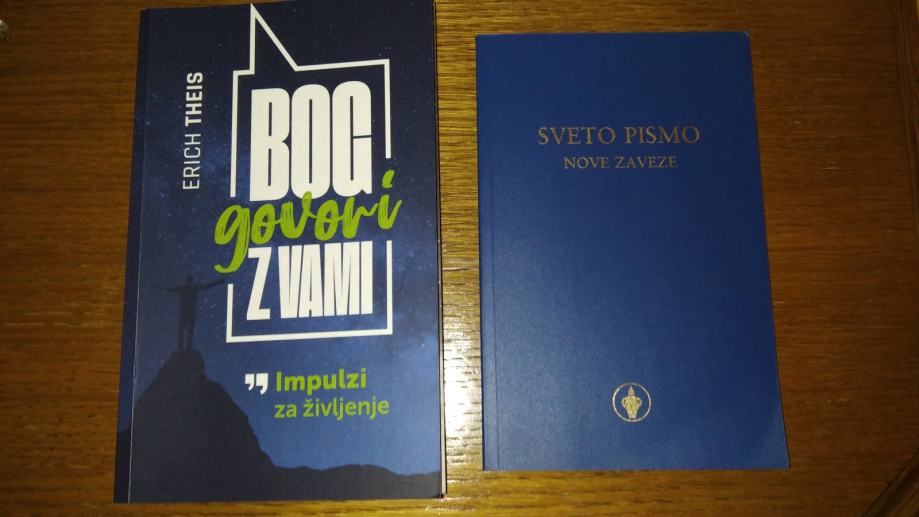 ERICH THEIS
BOG
govori
Z VAMI
" Impulzi
za življenje
SVETO PISMO
NOVE ZAVEZE